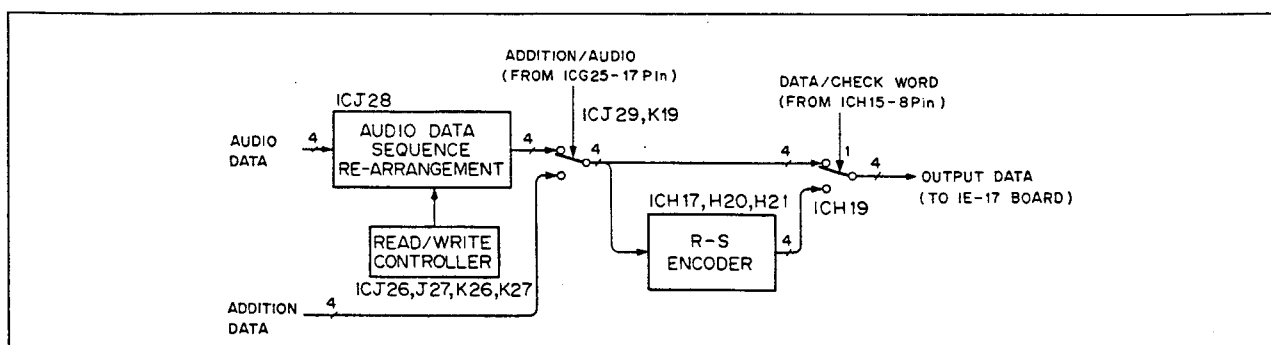 ADDITION/AUDIO
(FROM ICG25-17Pin)
DATA/CHECK WORD
(FROM ICH15-8Pin)
ICJ28
ICJ29,K19
AUDIO
DATA
4
AUDIO DATA
SEQUENCE
RE-ARRANGEMENT
4
4
4
1
4
OUTPUT DATA
(TO IE-17 BOARD)
ICH17,H20,H21
ICH19
READ/WRITE
CONTROLLER
R-S
ENCODER
4
ICJ26,J27,K26,K27
ADDITION
DATA
4